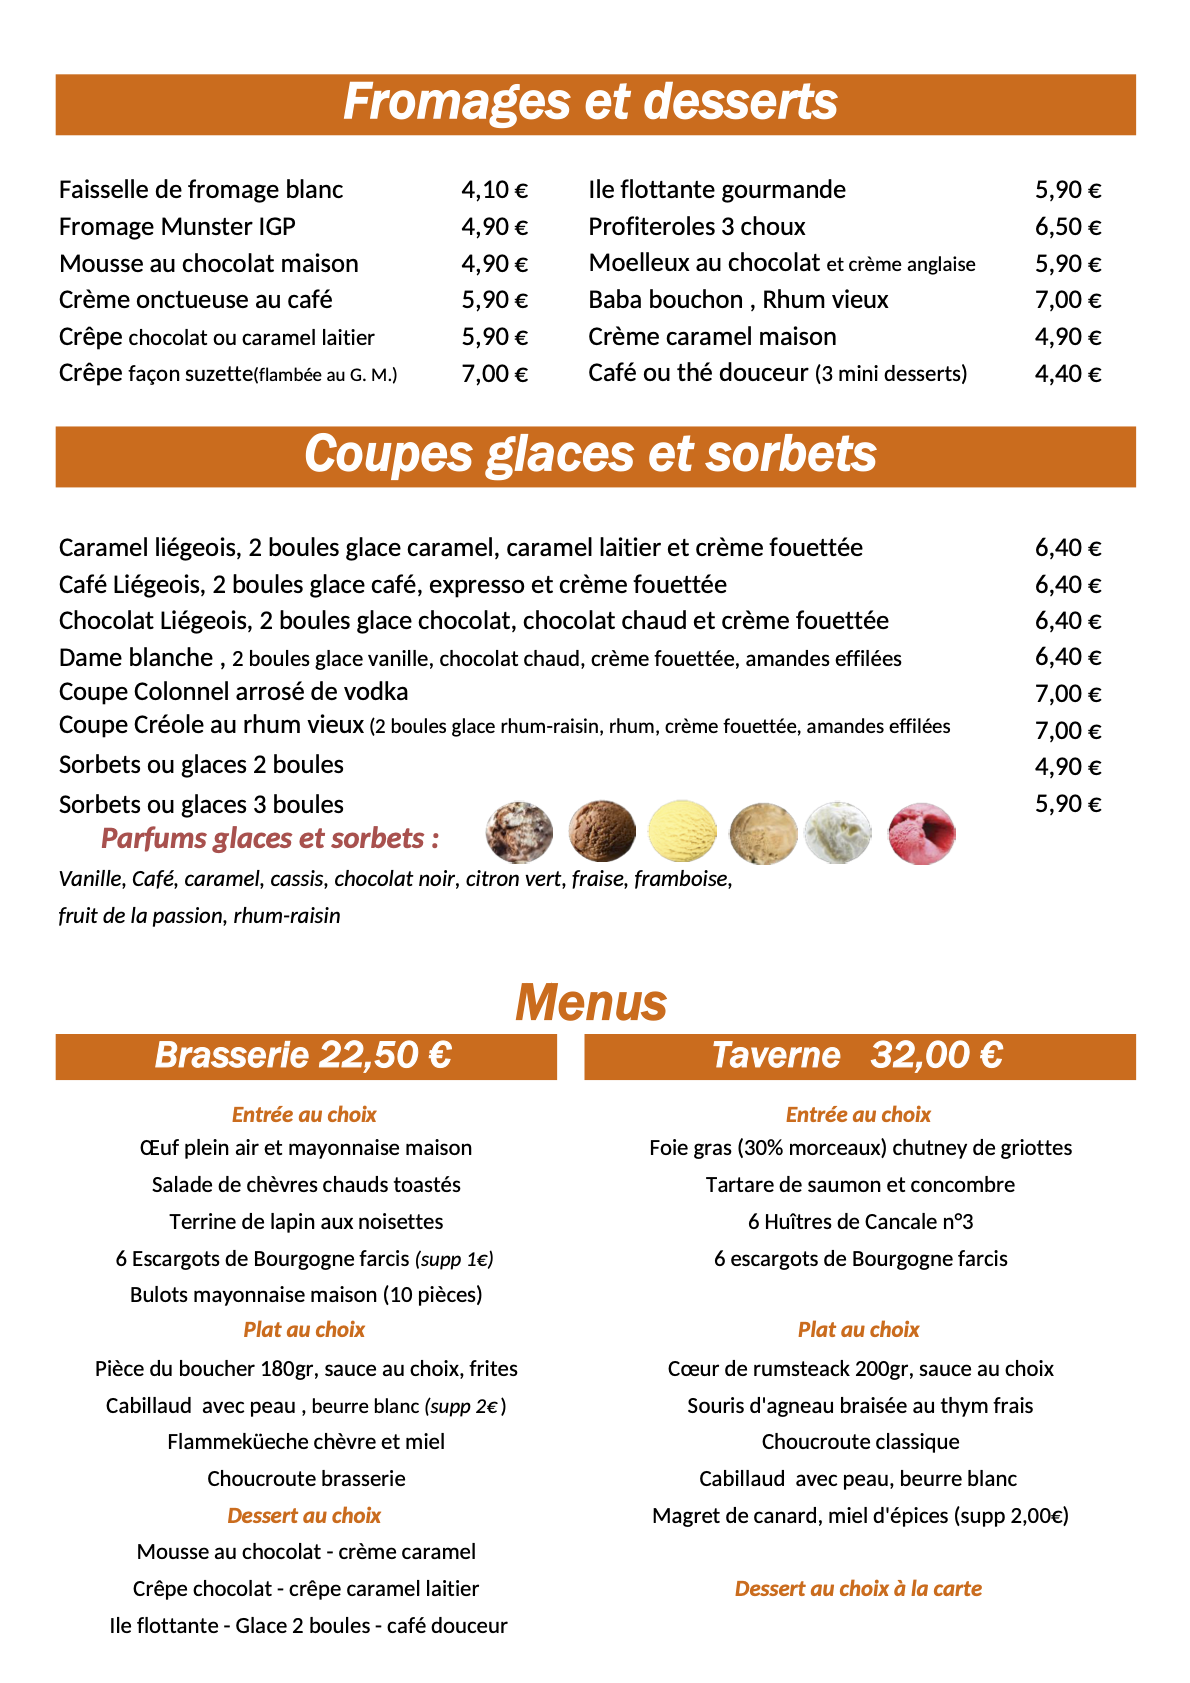 Fromages et desserts
Faisselle de fromage blanc 4,10 €
Fromage Munster IGP 4,90 €
Mousse au chocolat maison 4,90 €
Crème onctueuse au café 5,90 €
Crêpe chocolat ou caramel laitier 5,90 €
Crêpe façon suzette(flambée au G. M.) 7,00 €
Ile flottante gourmande 5,90 €
Profiteroles 3 choux 6,50 €
Moelleux au chocolat et crème anglaise 5,90 €
Baba bouchon , Rhum vieux 7,00 €
Crème caramel maison 4,90 €
Café ou thé douceur (3 mini desserts) 4,40 €
Coupes glaces et sorbets
Caramel liégeois, 2 boules glace caramel, caramel laitier et crème fouettée 6,40 €
Café Liégeois, 2 boules glace café, expresso et crème fouettée 6,40 €
Chocolat Liégeois, 2 boules glace chocolat, chocolat chaud et crème fouettée 6,40 €
Dame blanche , 2 boules glace vanille, chocolat chaud, crème fouettée, amandes effilées 6,40 €
Coupe Colonnel arrosé de vodka 7,00 €
Coupe Créole au rhum vieux (2 boules glace rhum-raisin, rhum, crème fouettée, amandes effilées 7,00 €
Sorbets ou glaces 2 boules 4,90 €
Sorbets ou glaces 3 boules 5,90 €
Parfums glaces et sorbets :
Vanille, Café, caramel, cassis, chocolat noir, citron vert, fraise, framboise,
fruit de la passion, rhum-raisin
Menus
Brasserie 22,50 €
Entrée au choix
Œuf plein air et mayonnaise maison
Salade de chèvres chauds toastés
Terrine de lapin aux noisettes
6 Escargots de Bourgogne farcis (supp 1€)
Bulots mayonnaise maison (10 pièces)
Plat au choix
Pièce du boucher 180gr, sauce au choix, frites
Cabillaud avec peau , beurre blanc (supp 2€ )
Flammeküeche chèvre et miel
Choucroute brasserie
Dessert au choix
Mousse au chocolat - crème caramel
Crêpe chocolat - crêpe caramel laitier
Ile flottante - Glace 2 boules - café douceur
Taverne 32,00 €
Entrée au choix
Foie gras (30% morceaux) chutney de griottes
Tartare de saumon et concombre
6 Huîtres de Cancale n°3
6 escargots de Bourgogne farcis
Plat au choix
Cœur de rumsteack 200gr, sauce au choix
Souris d'agneau braisée au thym frais
Choucroute classique
Cabillaud avec peau, beurre blanc
Magret de canard, miel d'épices (supp 2,00€)
Dessert au choix à la carte